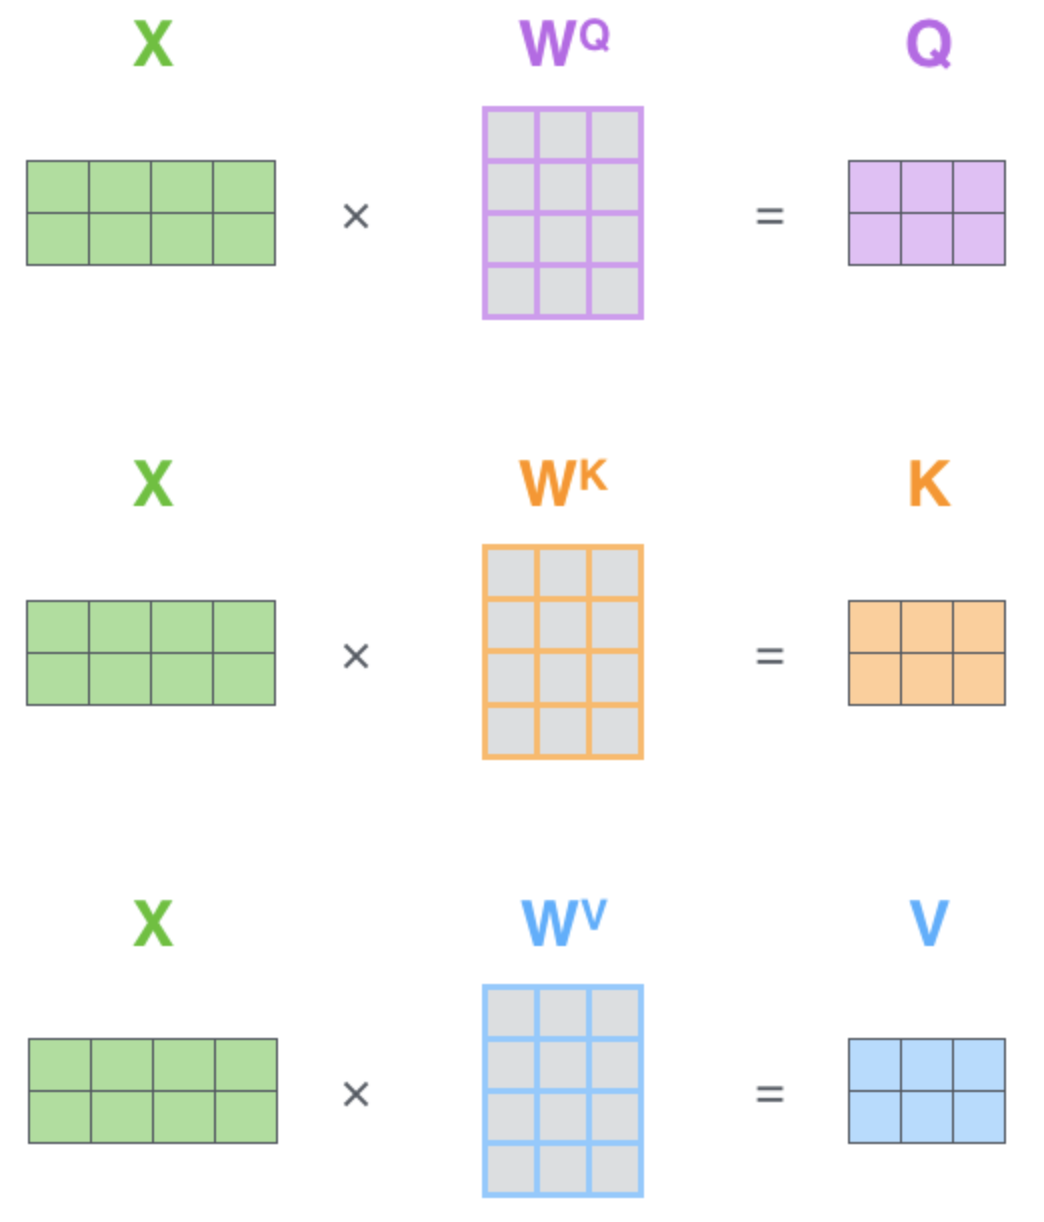 X W^Q Q
× =
X W^K K
× =
X W^V V
× =